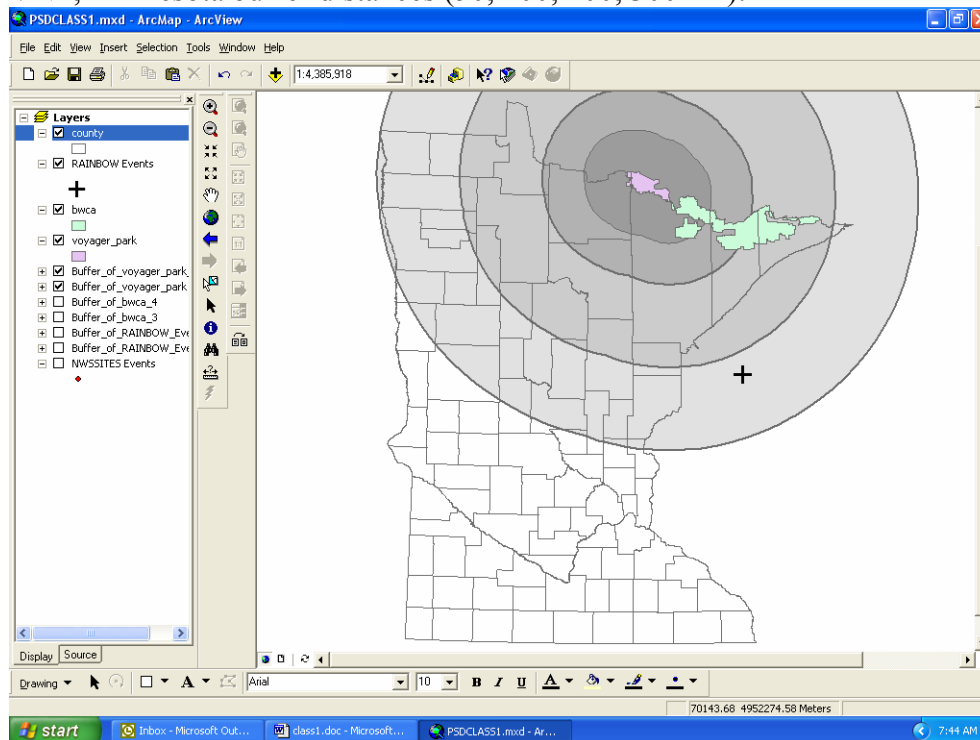 PSDCLASS1.mxd - ArcMap - ArcView
File Edit View Insert Selection Tools Window Help
1:4,385,918
Layers
county
RAINBOW Events
bwca
voyager_park
Buffer_of_voyager_park_
Buffer_of_voyager_park
Buffer_of_bwca_4
Buffer_of_bwca_3
Buffer_of_RAINBOW_Eve
Buffer_of_RAINBOW_Eve
NWSSITES Events
Display Source
Drawing A Arial 10 B I U A
70143.68 4952274.58 Meters
start Inbox - Microsoft Out... class1.doc - Microsoft... PSDCLASS1.mxd - Ar... 7:44 AM